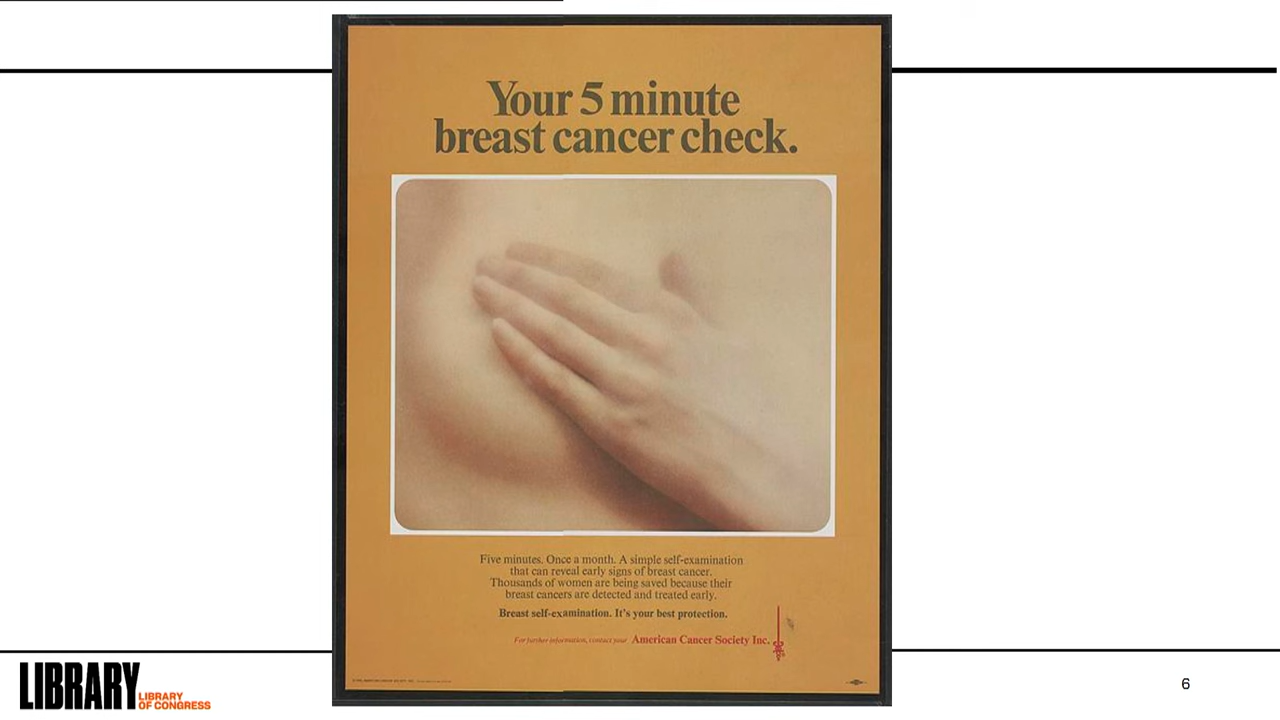 Your 5 minute
breast cancer check.
Five minutes. Once a month. A simple self-examination
that can reveal early signs of breast cancer.
Thousands of women are being saved because their
breast cancers are detected and treated early.
Breast self-examination. It's your best protection.
For further information, contact your American Cancer Society Inc.
LIBRARY
LIBRARY
OF CONGRESS
6